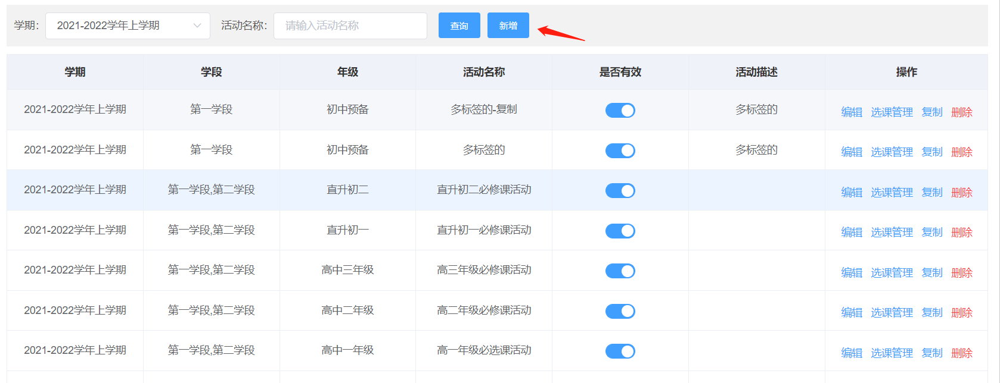 学期： 2021-2022学年上学期 活动名称： 请输入活动名称 查询 新增
学期 学段 年级 活动名称 是否有效 活动描述 操作
2021-2022学年上学期 第一学段 初中预备 多标签的-复制 多标签的 编辑 选课管理 复制 删除
2021-2022学年上学期 第一学段 初中预备 多标签的 多标签的 编辑 选课管理 复制 删除
2021-2022学年上学期 第一学段,第二学段 直升初二 直升初二必修课活动 编辑 选课管理 复制 删除
2021-2022学年上学期 第一学段,第二学段 直升初一 直升初一必修课活动 编辑 选课管理 复制 删除
2021-2022学年上学期 第一学段,第二学段 高中三年级 高三年级必修课活动 编辑 选课管理 复制 删除
2021-2022学年上学期 第一学段,第二学段 高中二年级 高二年级必修课活动 编辑 选课管理 复制 删除
2021-2022学年上学期 第一学段,第二学段 高中一年级 高一年级必选课活动 编辑 选课管理 复制 删除